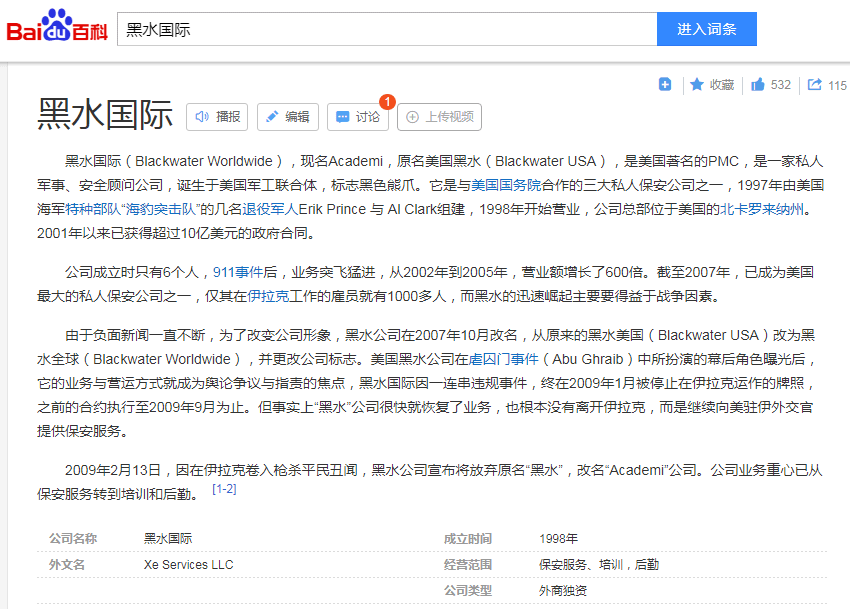 Baidu百科 黑水国际 进入词条
收藏 532 115
黑水国际 播报 编辑 讨论 1 上传视频
黑水国际（Blackwater Worldwide），现名Academi，原名美国黑水（Blackwater USA），是美国著名的PMC，是一家私人
军事、安全顾问公司，诞生于美国军工联合体，标志黑色熊爪。它是与美国国务院合作的三大私人保安公司之一，1997年由美国
海军特种部队“海豹突击队”的几名退役军人Erik Prince 与 Al Clark组建，1998年开始营业，公司总部位于美国的北卡罗来纳州。
2001年以来已获得超过10亿美元的政府合同。
公司成立时只有6个人，911事件后，业务突飞猛进，从2002年到2005年，营业额增长了600倍。截至2007年，已成为美国
最大的私人保安公司之一，仅其在伊拉克工作的雇员就有1000多人，而黑水的迅速崛起主要要得益于战争因素。
由于负面新闻一直不断，为了改变公司形象，黑水公司在2007年10月改名，从原来的黑水美国（Blackwater USA）改为黑
水全球（Blackwater Worldwide），并更改公司标志。美国黑水公司在虐囚门事件（Abu Ghraib）中所扮演的幕后角色曝光后，
它的业务与营运方式就成为舆论争议与指责的焦点，黑水国际因一连串违规事件，终在2009年1月被停止在伊拉克运作的牌照，
之前的合约执行至2009年9月为止。但事实上“黑水”公司很快就恢复了业务，也根本没有离开伊拉克，而是继续向美驻伊外交官
提供保安服务。
2009年2月13日，因在伊拉克卷入枪杀平民丑闻，黑水公司宣布将放弃原名“黑水”，改名“Academi”公司。公司业务重心已从
保安服务转到培训和后勤。 [1-2]
公司名称 黑水国际 成立时间 1998年
外文名 Xe Services LLC 经营范围 保安服务、培训，后勤
公司类型 外商独资